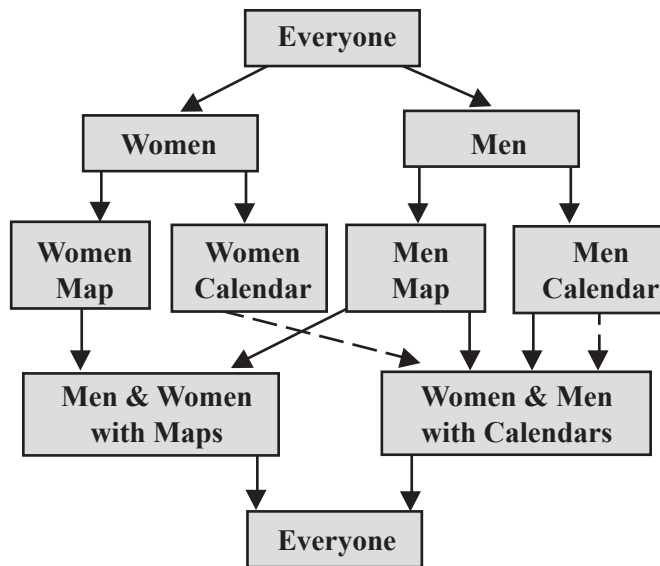 Everyone
Women
Men
Women
Map
Women
Calendar
Men
Map
Men
Calendar
Men & Women
with Maps
Women & Men
with Calendars
Everyone